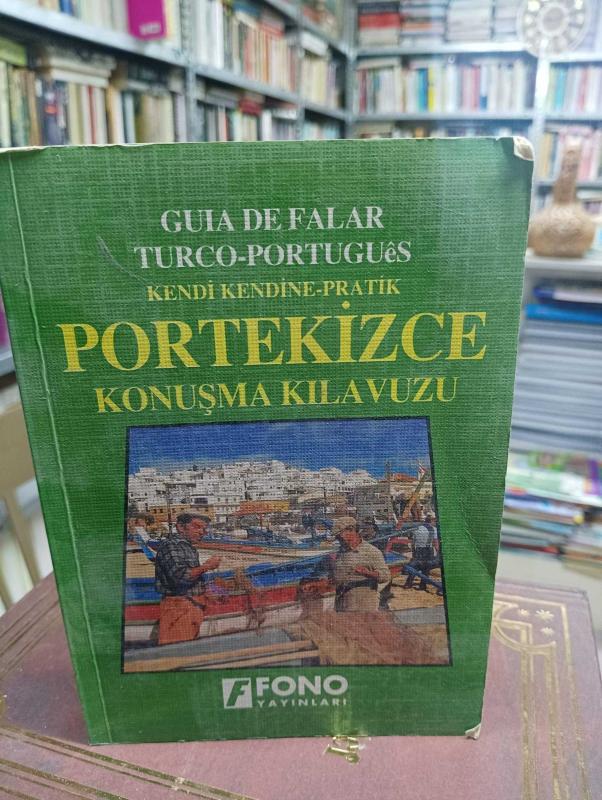 GUIA DE FALAR
TURCO-PORTUGUêS
KENDİ KENDİNE-PRATİK
PORTEKİZCE
KONUŞMA KILAVUZU
F FONO
YAYINLARI